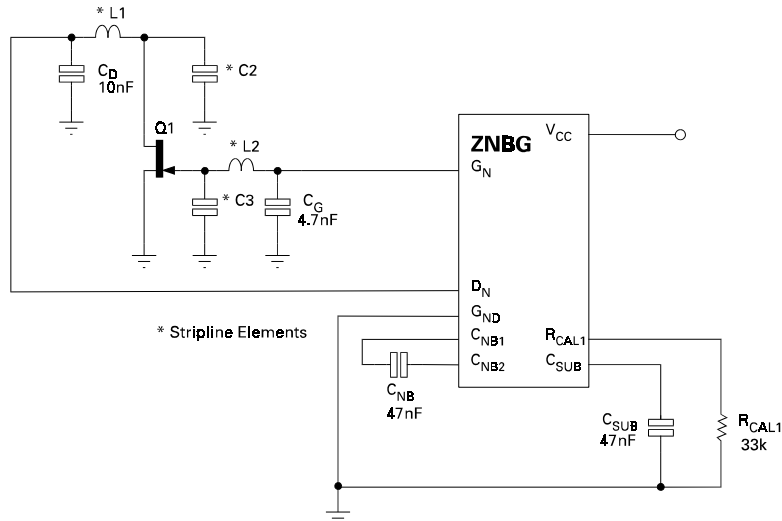 * L1
C_D
10nF
* C2
Q1
* L2
* C3
C_G
4.7nF
ZNBG
V_CC
G_N
D_N
G_ND
C_NB1
C_NB2
R_CAL1
C_SUB
* Stripline Elements
C_NB
47nF
C_SUB
47nF
R_CAL1
33k